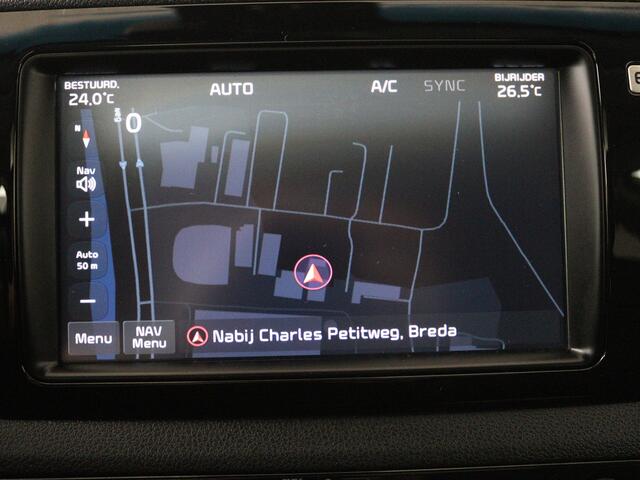 BESTUURD. AUTO A/C SYNC BIJRIJDER
24.0°C 26.5°C
0
N
Nav
+
Auto
50 m
−
Menu
NAV
Menu
Nabij Charles Petitweg, Breda